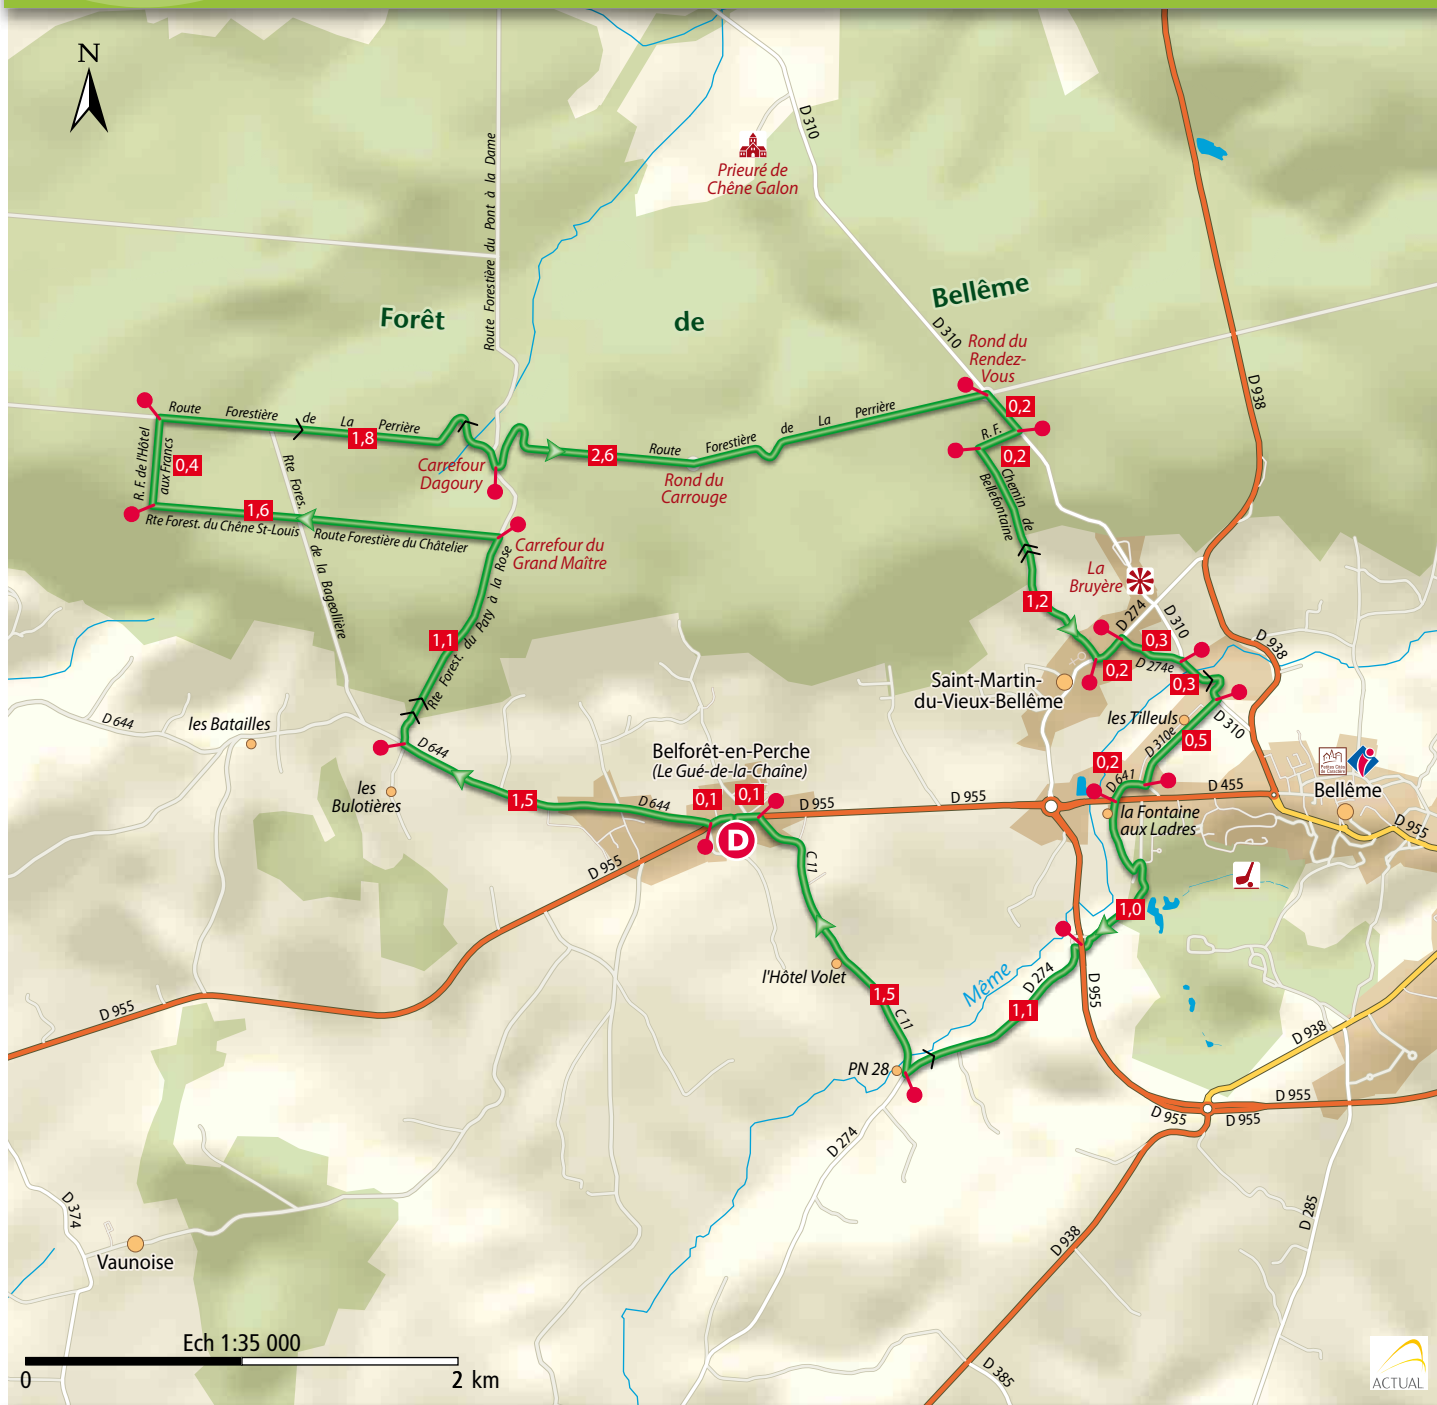 N
D 310
Prieuré de
Chêne Galon
Route Forestière du Pont à la Dame
Forêt
de
Bellême
D 310
Rond du
Rendez-
Vous
D 938
Route Forestière de La Perrière
1,8
R. F. de l'Hôtel
aux Francs
0,4
Rte Fores. de la Bageollière
Carrefour
Dagoury
2,6
Route Forestière de La Perrière
Rond du
Carrouge
0,2
R. F.
0,2
Chemin de
Bellefontaine
1,6
Rte Forest. du Chêne St-Louis
Route Forestière du Châtelier
Carrefour du
Grand Maître
1,1
Rte Forest. du Paty à la Rose
La
Bruyère
1,2
D 274
D 310
0,3
D 274e
0,2
0,3
D 938
Saint-Martin-
du-Vieux-Bellême
les Tilleuls
D 310
D 310e
0,5
D 644
les Batailles
D 644
les
Bulotières
Belforêt-en-Perche
(Le Gué-de-la-Chaîne)
1,5
D 644
0,1
0,1
D
D 955
D 955
0,2
D 641
D 455
Petites Cités
de Caractère
Bellême
D 955
la Fontaine
aux Ladres
D 955
C 11
1,0
l'Hôtel Volet
1,5
C 11
Même
D 274
1,1
D 955
D 955
D 938
PN 28
D 274
D 955
D 955
D 955
D 374
Vaunoise
D 285
D 938
D 385
Ech 1:35 000
0
2 km
ACTUAL